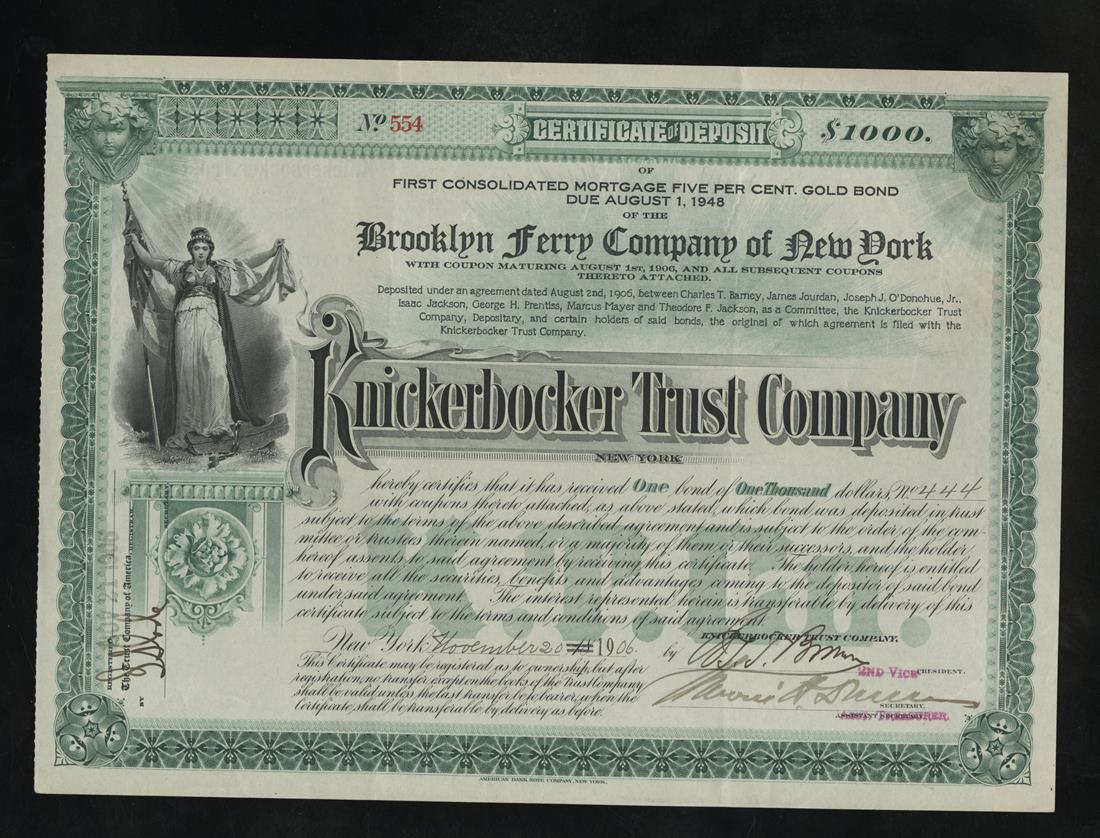 No. 554
CERTIFICATE OF DEPOSIT
$1000.
OF
FIRST CONSOLIDATED MORTGAGE FIVE PER CENT. GOLD BOND
DUE AUGUST 1, 1948
OF THE
Brooklyn Ferry Company of New York
WITH COUPON MATURING AUGUST 1ST, 1906, AND ALL SUBSEQUENT COUPONS
THERETO ATTACHED.
Deposited under an agreement dated August 2nd, 1906, between Charles T. Barney, James Jourdan, Joseph J. O'Donohue, Jr.,
Isaac Jackson, George H. Prentiss, Marcus Mayer and Theodore F. Jackson, as a Committee, the Knickerbocker Trust
Company, Depositary, and certain holders of said bonds, the original of which agreement is filed with the
Knickerbocker Trust Company.
Knickerbocker Trust Company
NEW YORK
hereby certifies that it has received One bond of One Thousand dollars, No 444
with coupons thereto attached, as above stated, which bond was deposited in trust
subject to the terms of the above described agreement and is subject to the order of the com-
mittee or trustees therein named, or a majority of them or their successors, and the holder
hereof assents to said agreement by receiving this certificate. The holder hereof is entitled
to receive all the securities, benefits and advantages coming to the depositor of said bond
under said agreement. The interest represented herein is transferable by delivery of this
certificate subject to the terms and conditions of said agreement.
KNICKERBOCKER TRUST COMPANY,
New York, November 20 1906. by
2ND VICE PRESIDENT.
This Certificate may be registered as to ownership, but after
registration, no transfer except on the books of the Trust Company
shall be valid unless the last transfer be to bearer, when the
Certificate shall be transferable by delivery as before.
SECRETARY.
ASSISTANT SECRETARY.
REGISTERED
The Trust Company of America, REGISTRAR.
BY
SECRETARY
AMERICAN BANK NOTE COMPANY, NEW YORK.